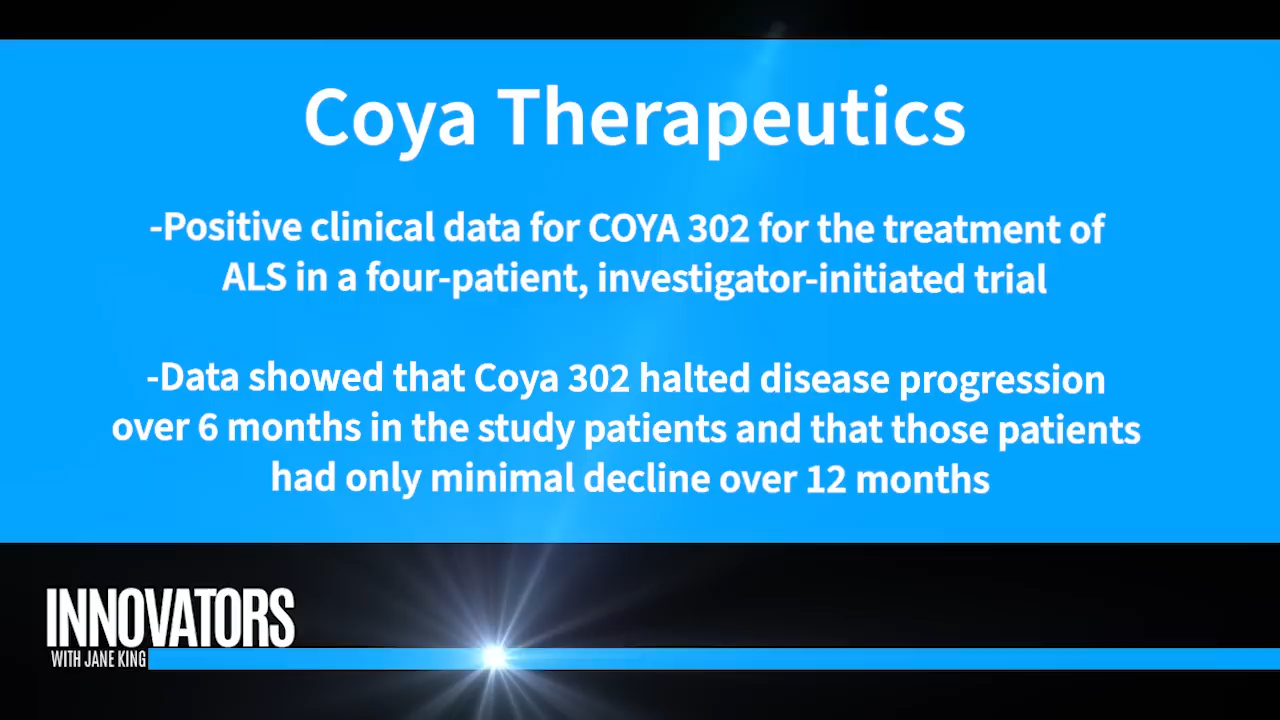 Coya Therapeutics
-Positive clinical data for COYA 302 for the treatment of
ALS in a four-patient, investigator-initiated trial
-Data showed that Coya 302 halted disease progression
over 6 months in the study patients and that those patients
had only minimal decline over 12 months
INNOVATORS
WITH JANE KING